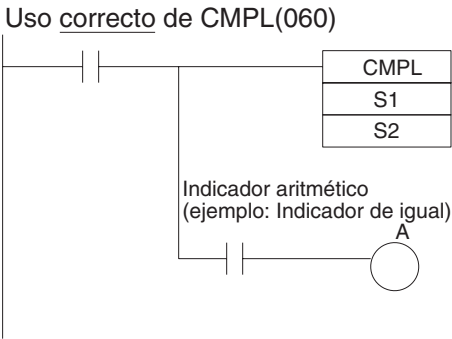 Uso correcto de CMPL(060)
CMPL
S1
S2
Indicador aritmético
(ejemplo: Indicador de igual)
A